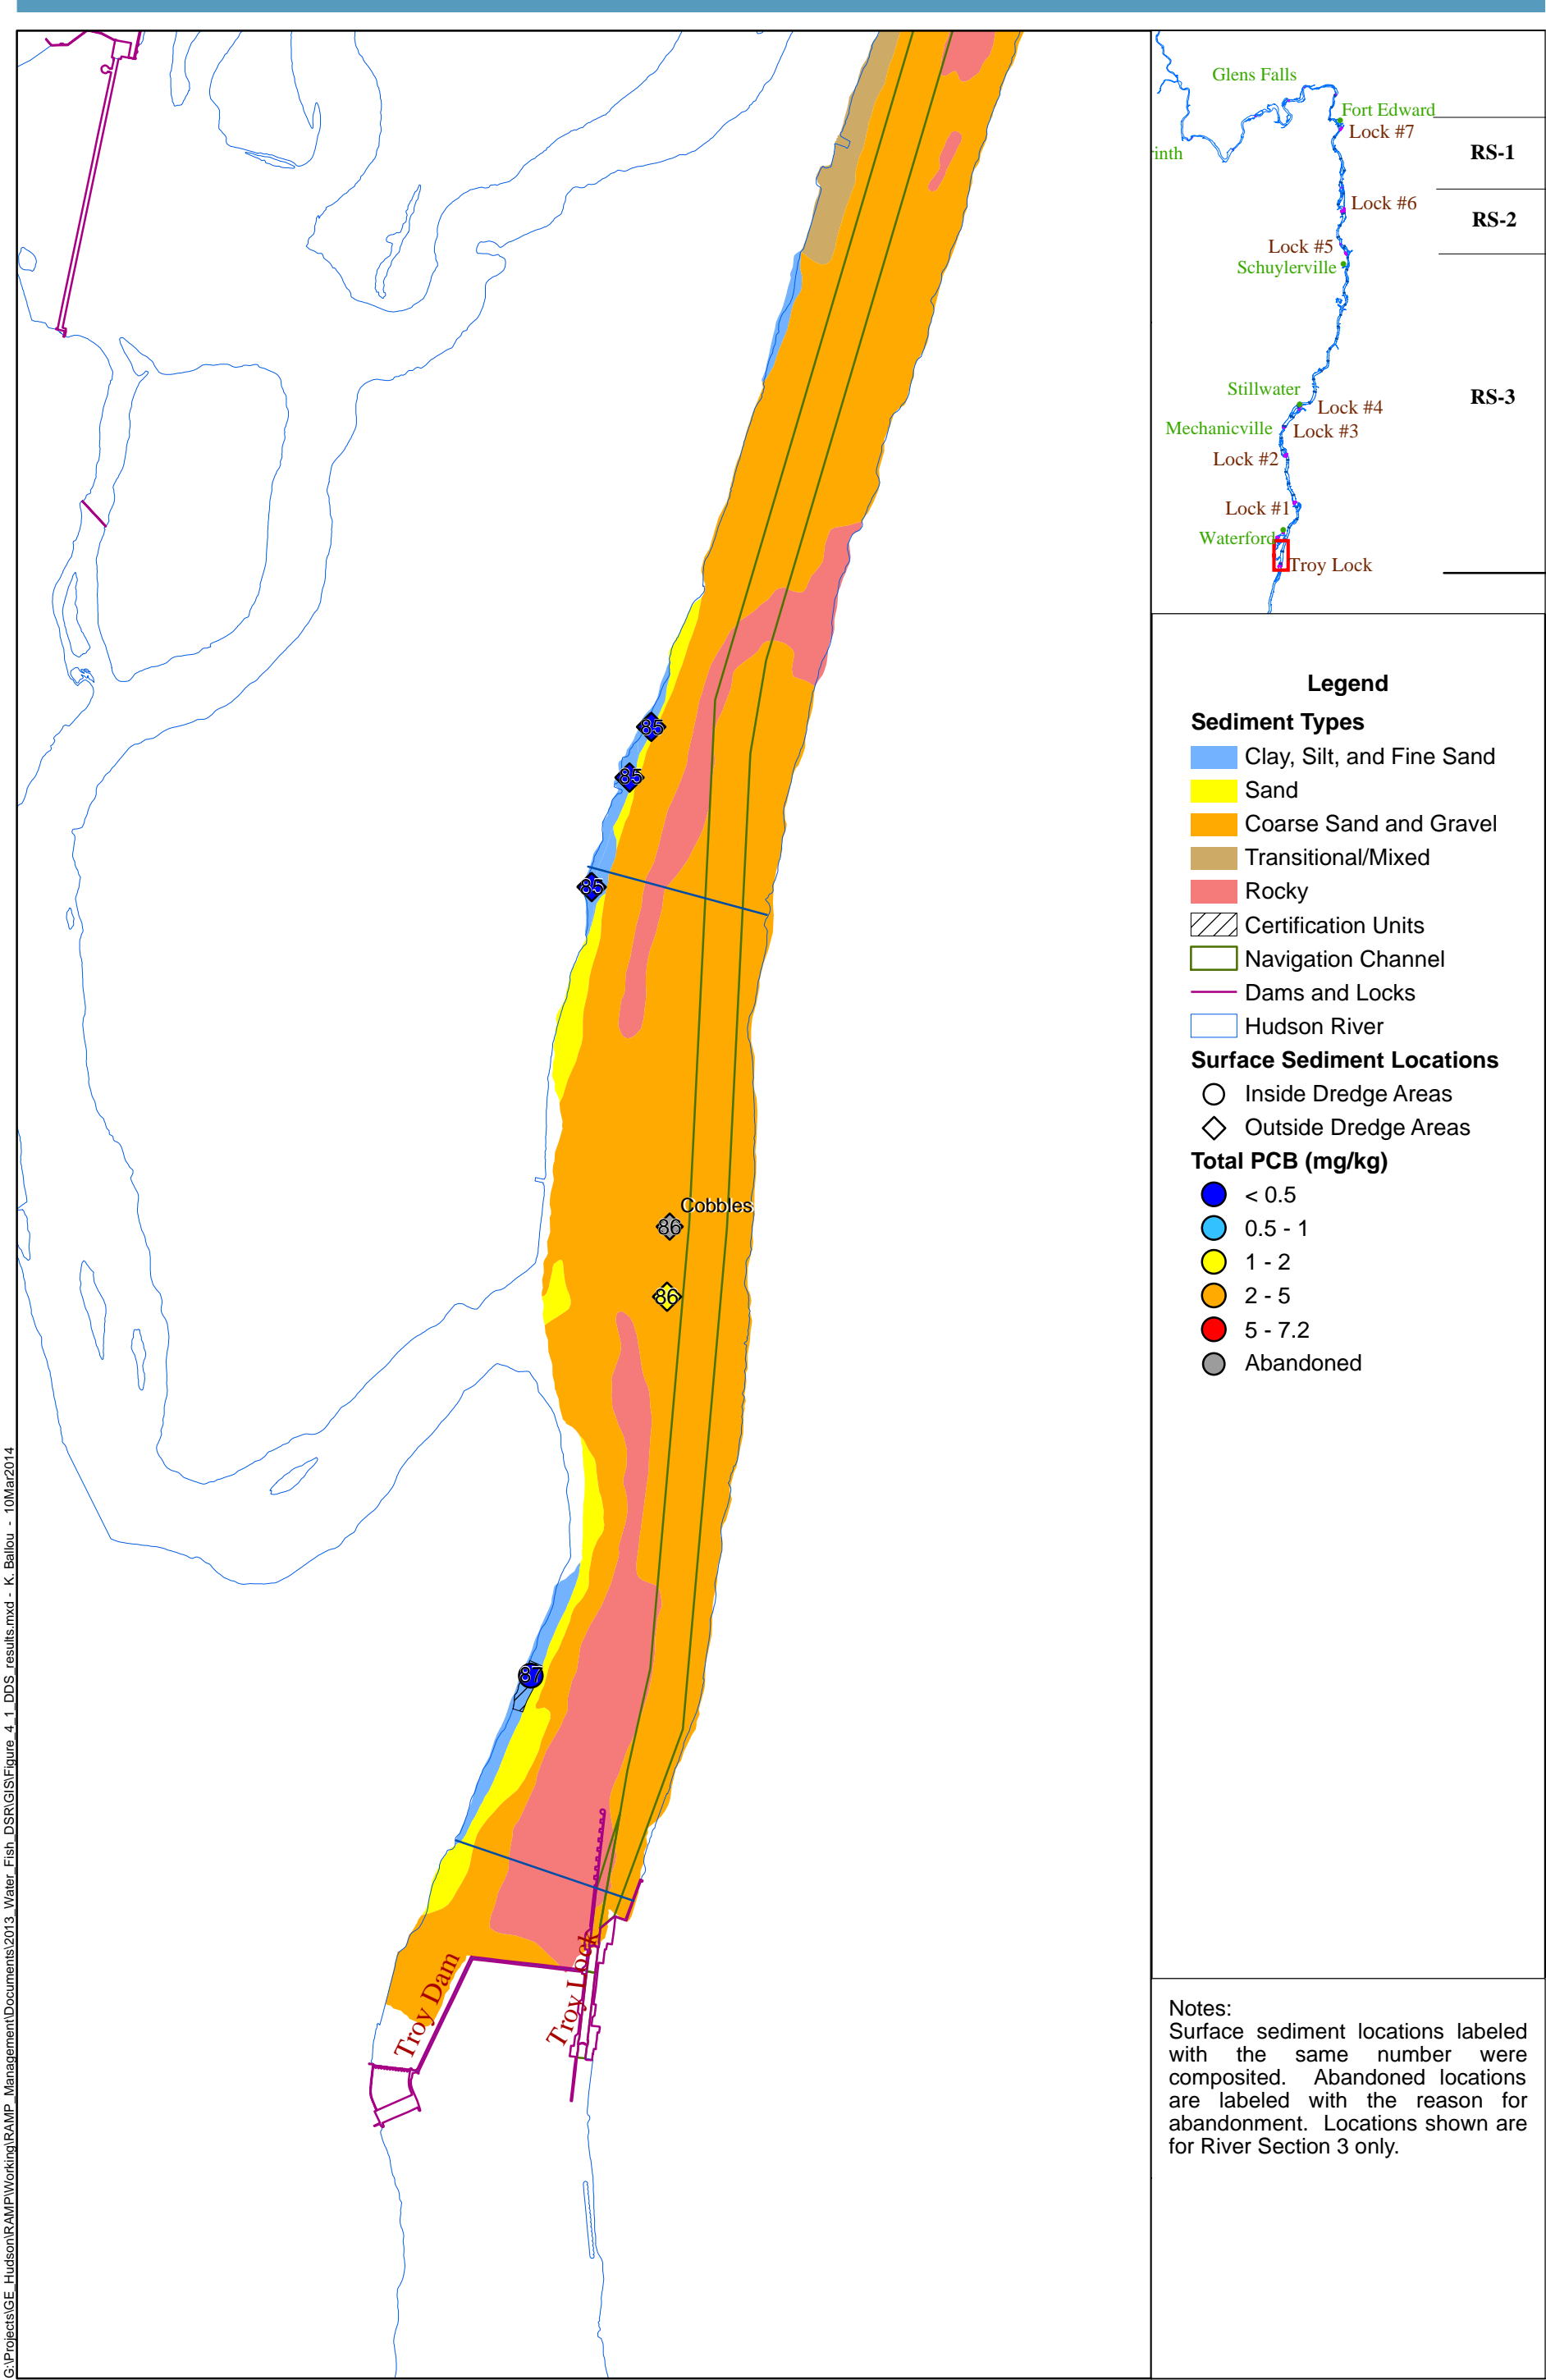 Glens Falls
Fort Edward
Lock #7
rinth
RS-1
Lock #6
RS-2
Lock #5
Schuylerville
Stillwater
RS-3
Lock #4
Mechanicville
Lock #3
Lock #2
Lock #1
Waterford
Troy Lock
Legend
Sediment Types
Clay, Silt, and Fine Sand
Sand
Coarse Sand and Gravel
Transitional/Mixed
Rocky
Certification Units
Navigation Channel
Dams and Locks
Hudson River
Surface Sediment Locations
Inside Dredge Areas
Outside Dredge Areas
Total PCB (mg/kg)
< 0.5
0.5 - 1
1 - 2
2 - 5
5 - 7.2
Abandoned
85
85
85
Cobbles
86
86
87
Troy Dam
Troy Lock
Notes:
Surface sediment locations labeled
with the same number were
composited. Abandoned locations
are labeled with the reason for
abandonment. Locations shown are
for River Section 3 only.
G:\Projects\GE_Hudson\RAMP\Working\RAMP_Management\Documents\2013_Water_Fish_DSR\GIS\Figure_4_1_DDS_results.mxd - K. Ballou - 10Mar2014